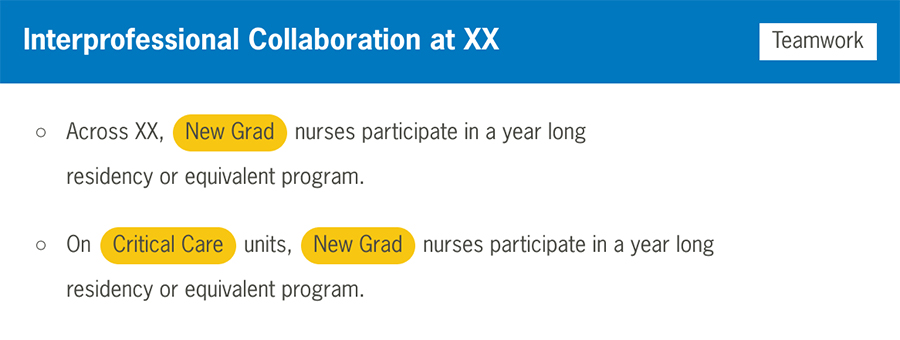 Interprofessional Collaboration at XX
Teamwork
○ Across XX, New Grad nurses participate in a year long
residency or equivalent program.
○ On Critical Care units, New Grad nurses participate in a year long
residency or equivalent program.